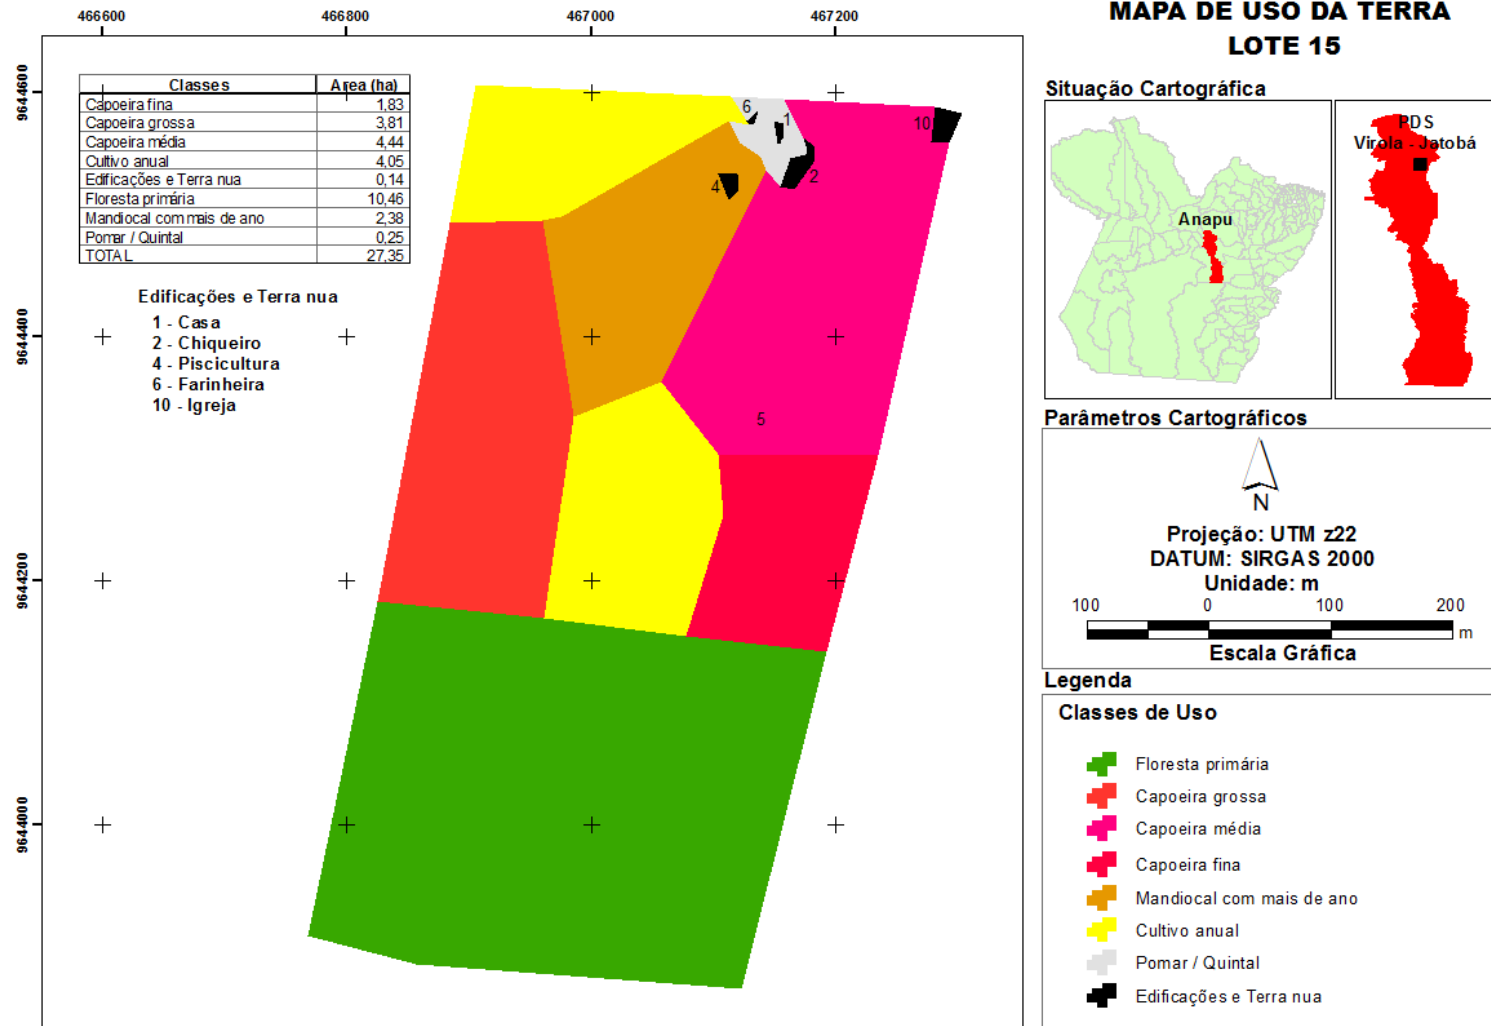 466600 466800 467000 467200
9644600
9644400
9644200
9644000
Classes Area (ha)
Capoeira fina 1,83
Capoeira grossa 3,81
Capoeira média 4,44
Cultivo anual 4,05
Edificações e Terra nua 0,14
Floresta primária 10,46
Mandiocal com mais de ano 2,38
Pomar / Quintal 0,25
TOTAL 27,35
Edificações e Terra nua
1 - Casa
2 - Chiqueiro
4 - Piscicultura
6 - Farinheira
10 - Igreja
6
1
10
2
4
5
MAPA DE USO DA TERRA
LOTE 15
Situação Cartográfica
Anapu
PDS
Virola - Jatobá
Parâmetros Cartográficos
N
Projeção: UTM z22
DATUM: SIRGAS 2000
Unidade: m
100 0 100 200
m
Escala Gráfica
Legenda
Classes de Uso
Floresta primária
Capoeira grossa
Capoeira média
Capoeira fina
Mandiocal com mais de ano
Cultivo anual
Pomar / Quintal
Edificações e Terra nua